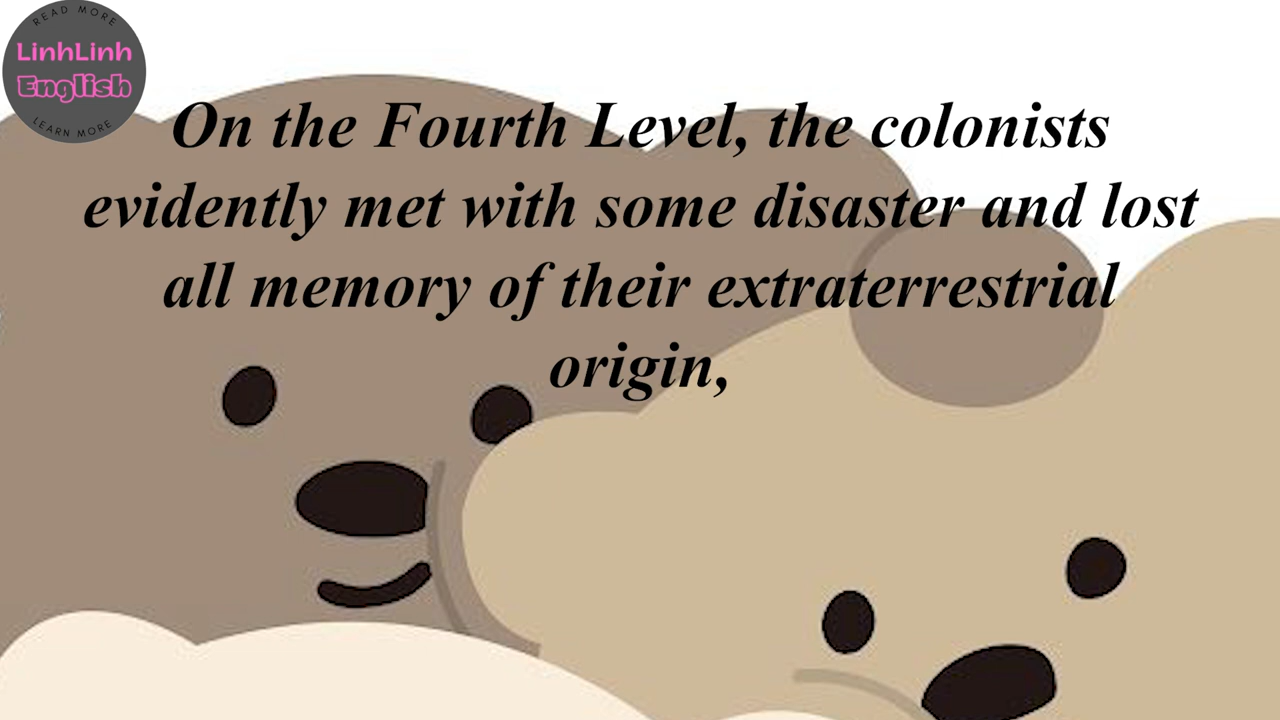 READ MORE
LinhLinh
English
LEARN MORE
On the Fourth Level, the colonists
evidently met with some disaster and lost
all memory of their extraterrestrial
origin,